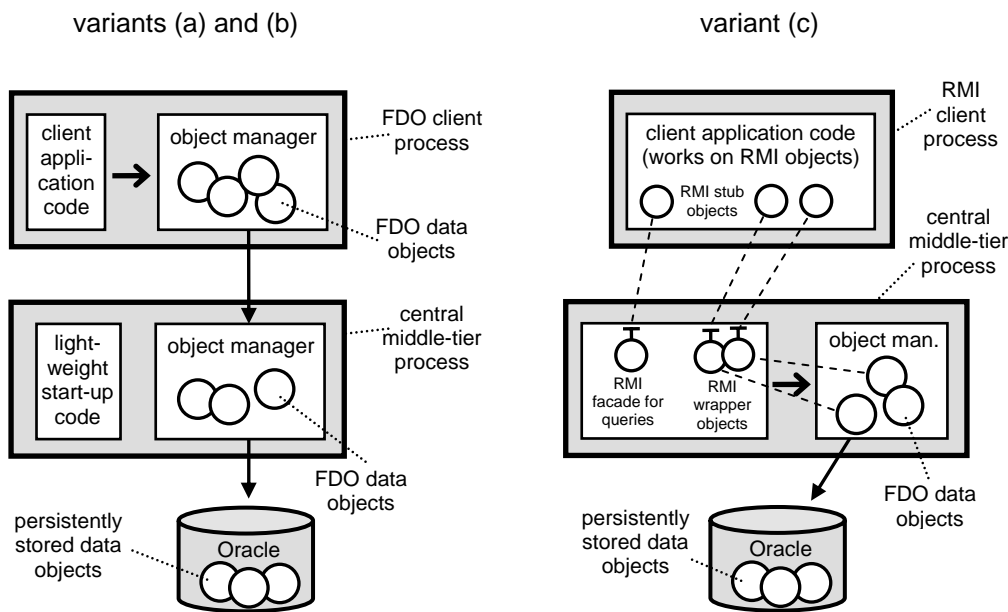 variants (a) and (b)
client
appli-
cation
code
object manager
FDO client
process
FDO data
objects
light-
weight
start-up
code
object manager
central
middle-tier
process
FDO data
objects
persistently
stored data
objects
Oracle
variant (c)
RMI
client
process
client application code
(works on RMI objects)
RMI stub
objects
central
middle-tier
process
RMI
facade for
queries
RMI
wrapper
objects
object man.
FDO data
objects
persistently
stored data
objects
Oracle